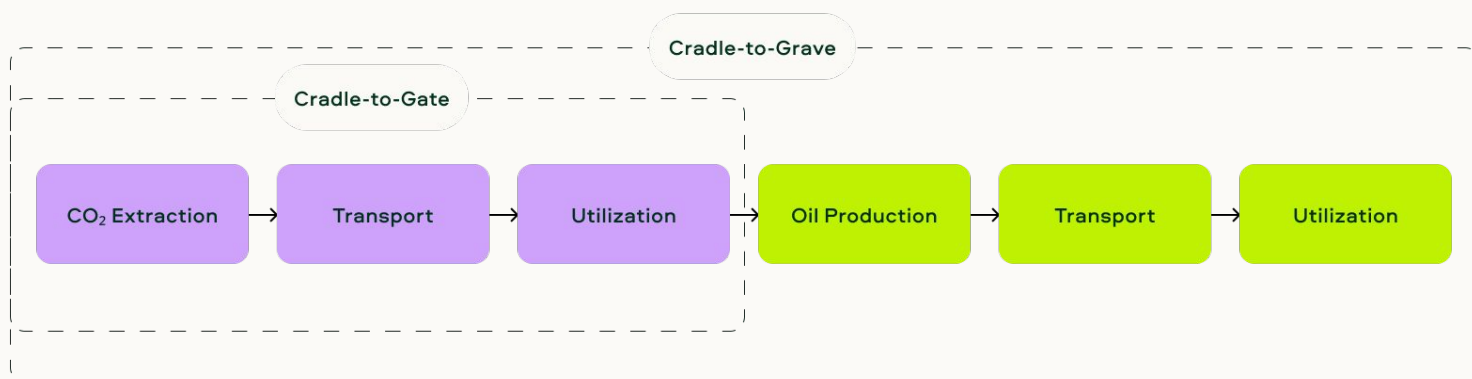 Cradle-to-Grave
Cradle-to-Gate
CO₂ Extraction
Transport
Utilization
Oil Production
Transport
Utilization